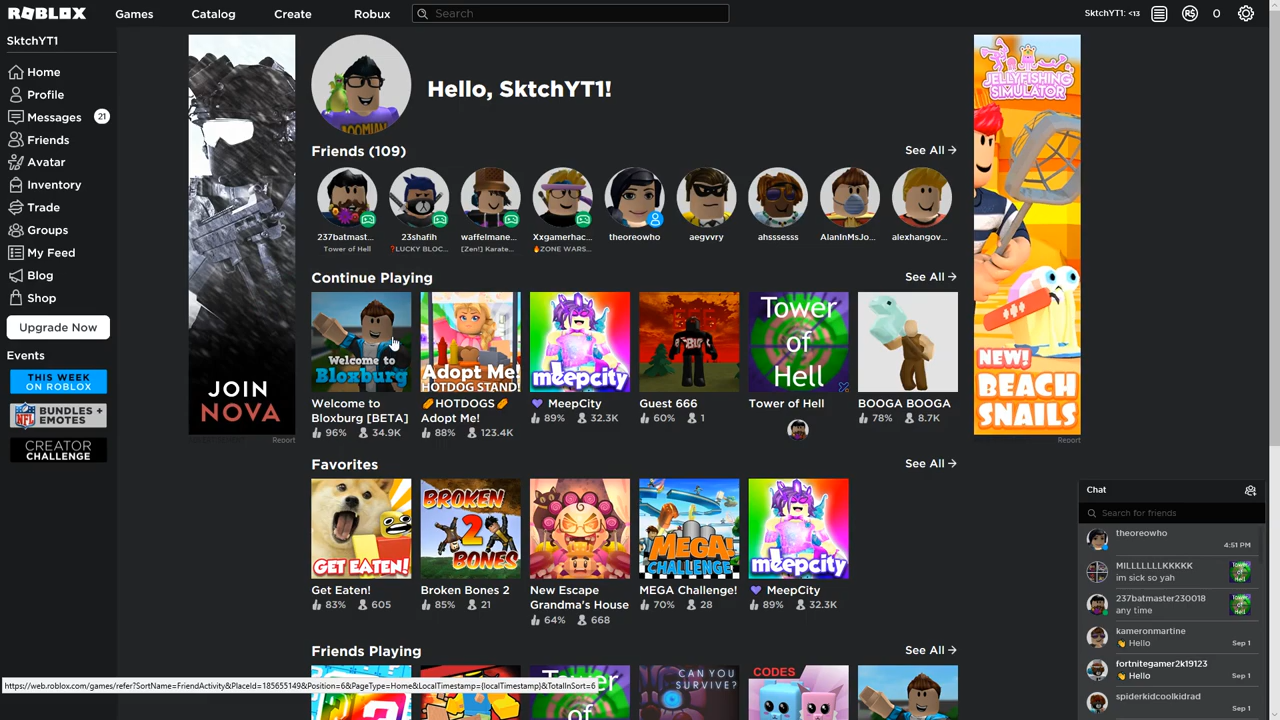 ROBLOX
Games
Catalog
Create
Robux
Search
SktchYT1: <13
0
SktchYT1
Home
Profile
Messages
21
Friends
Avatar
Inventory
Trade
Groups
My Feed
Blog
Shop
Upgrade Now
Events
THIS WEEK
ON ROBLOX
NFL
BUNDLES +
EMOTES
CREATOR
CHALLENGE
JOIN
NOVA
Report
Hello, SktchYT1!
Friends (109)
See All
237batmast...
Tower of Hell
23shafih
❓LUCKY BLOC...
waffelmane...
[Zen!] Karate...
Xxgamerhac...
🔥ZONE WARS...
theoreowho
aegvvry
ahsssesss
AlanInMsJo...
alexhangov...
Continue Playing
See All
Welcome to
Bloxburg
Adopt Me!
HOTDOG STAND!
meepcity
Tower
of
Hell
Welcome to
Bloxburg [BETA]
96% 34.9K
🌭HOTDOGS🌭
Adopt Me!
88% 123.4K
💜 MeepCity
89% 32.3K
Guest 666
60% 1
Tower of Hell
BOOGA BOOGA
78% 8.7K
Favorites
See All
GET EATEN!
BROKEN
2
BONES
MEGA
CHALLENGE!
meepcity
Get Eaten!
83% 605
Broken Bones 2
85% 21
New Escape
Grandma's House
64% 668
MEGA Challenge!
70% 28
💜 MeepCity
89% 32.3K
Friends Playing
See All
Tower
of
CAN YOU
SURVIVE?
CODES
https://web.roblox.com/games/refer?SortName=FriendActivity&PlaceId=185655149&Position=6&PageType=Home&LocalTimestamp={localTimestamp}&TotalInSort=6
JELLYFISHING
SIMULATOR
NEW!
BEACH
SNAILS
Report
Chat
Search for friends
theoreowho
4:51 PM
MILLLLLLLKKKKK
im sick so yah
237batmaster230018
any time
kameronmartine
👋 Hello
Sep 1
fortnitegamer2k19123
👋 Hello
Sep 1
spiderkidcoolkidrad
Sep 1